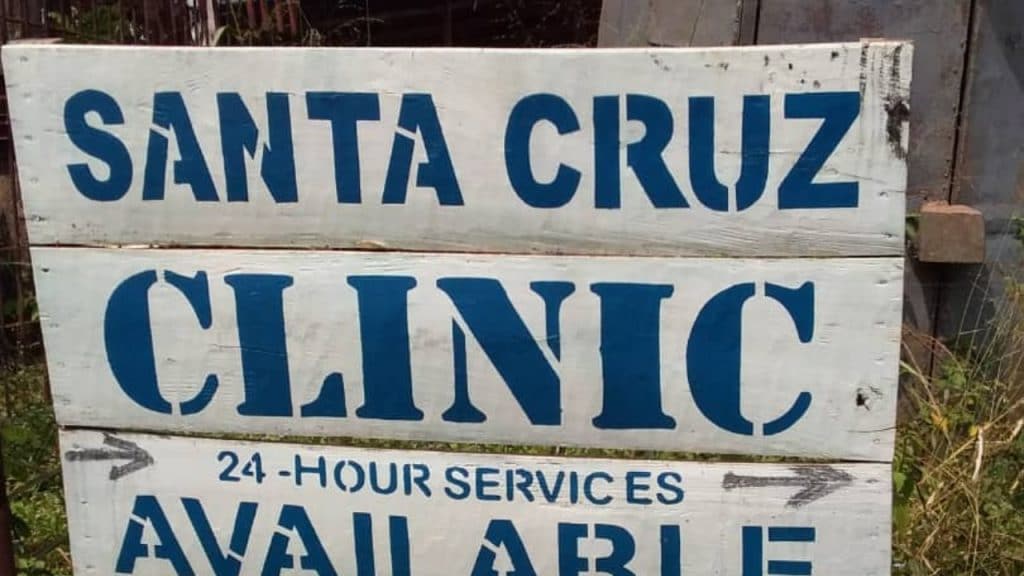 SANTA CRUZ
CLINIC
24-HOUR SERVICES
AVAILABLE